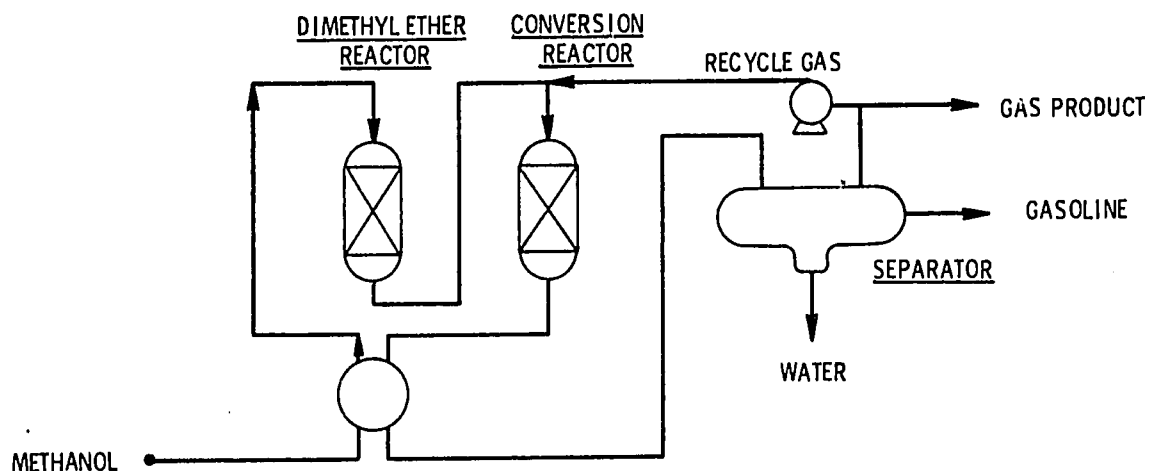 DIMETHYL ETHER
REACTOR
CONVERSION
REACTOR
RECYCLE GAS
GAS PRODUCT
GASOLINE
SEPARATOR
WATER
METHANOL